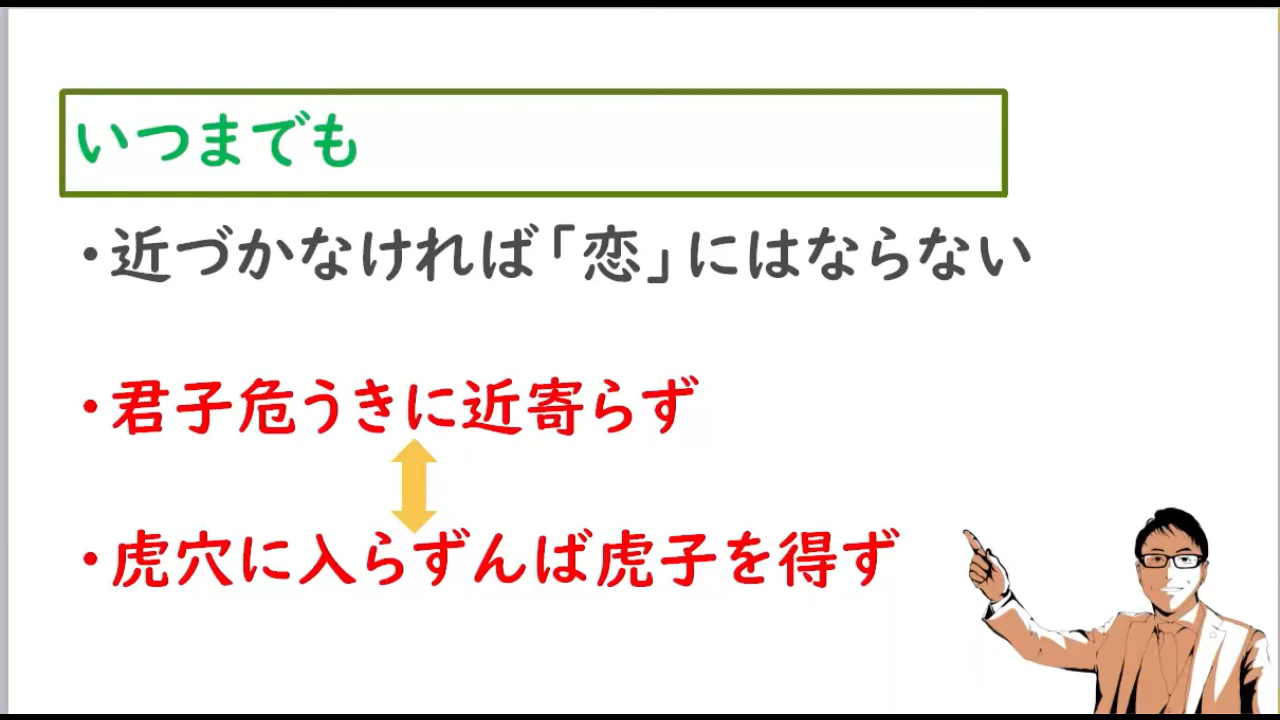 いつまでも
・近づかなければ「恋」にはならない
・君子危うきに近寄らず
・虎穴に入らずんば虎子を得ず